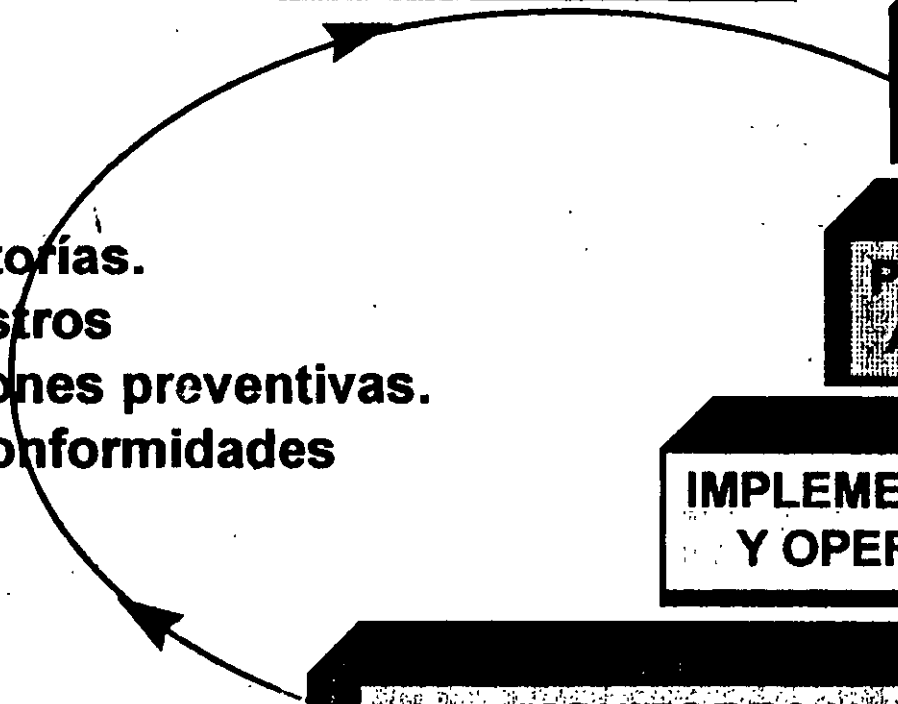 torías.
stros
ones preventivas.
onformidades
P
A
IMPLEME
Y OPER